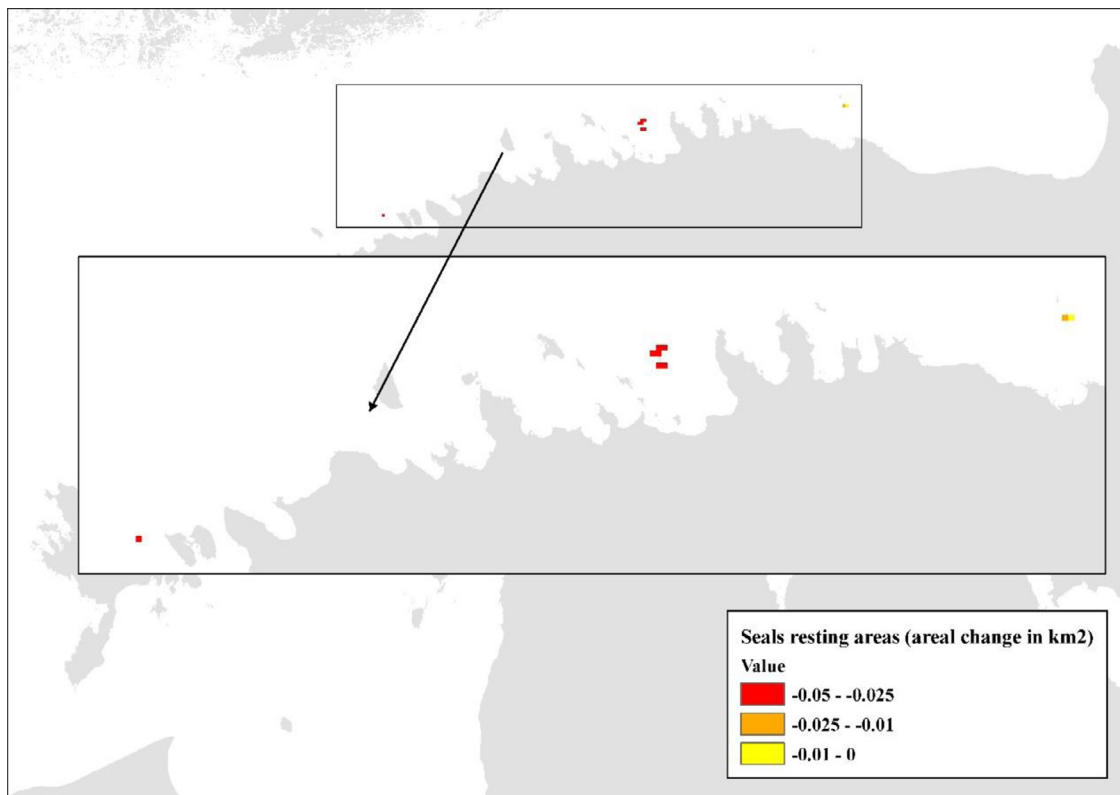 Seals resting areas (areal change in km2)
Value
-0.05 - -0.025
-0.025 - -0.01
-0.01 - 0